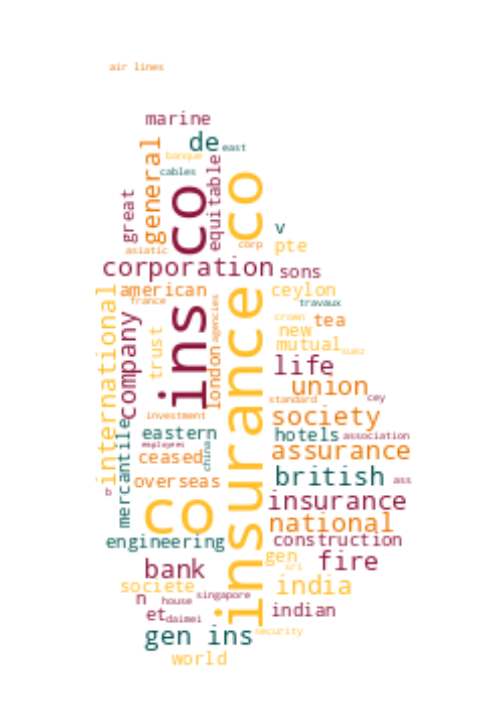 air lines
marine
de
east
banque
cables
general
great
equitable
ins co
insurance co
v
asiatic
corp
pte
corporation
sons
american
ceylon
france
travaux
international
company
trust
london
agencies
crown
tea
new
mutual
suez
life
union
standard
cey
investment
society
mercantile
eastern
hotels
association
employees
china
ceased
assurance
overseas
british
ass
br
co
insurance
national
engineering
construction
gen
fire
sri
bank
societe
india
n
house
singapore
et
daimei
indian
gen ins
security
world